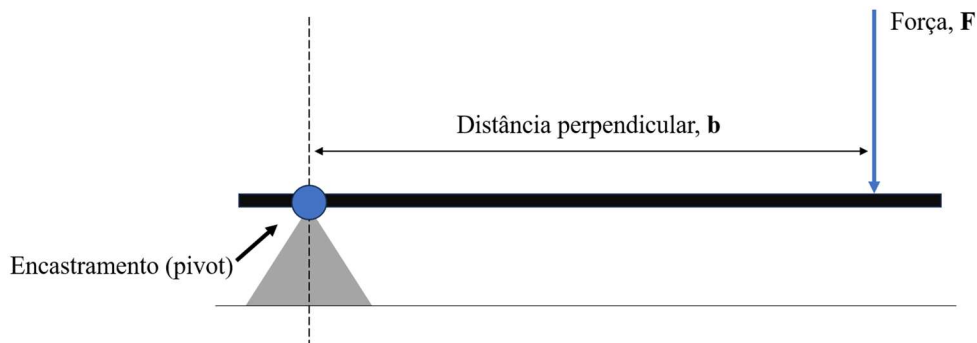 Força, F
Distância perpendicular, b
Encastramento (pivot)